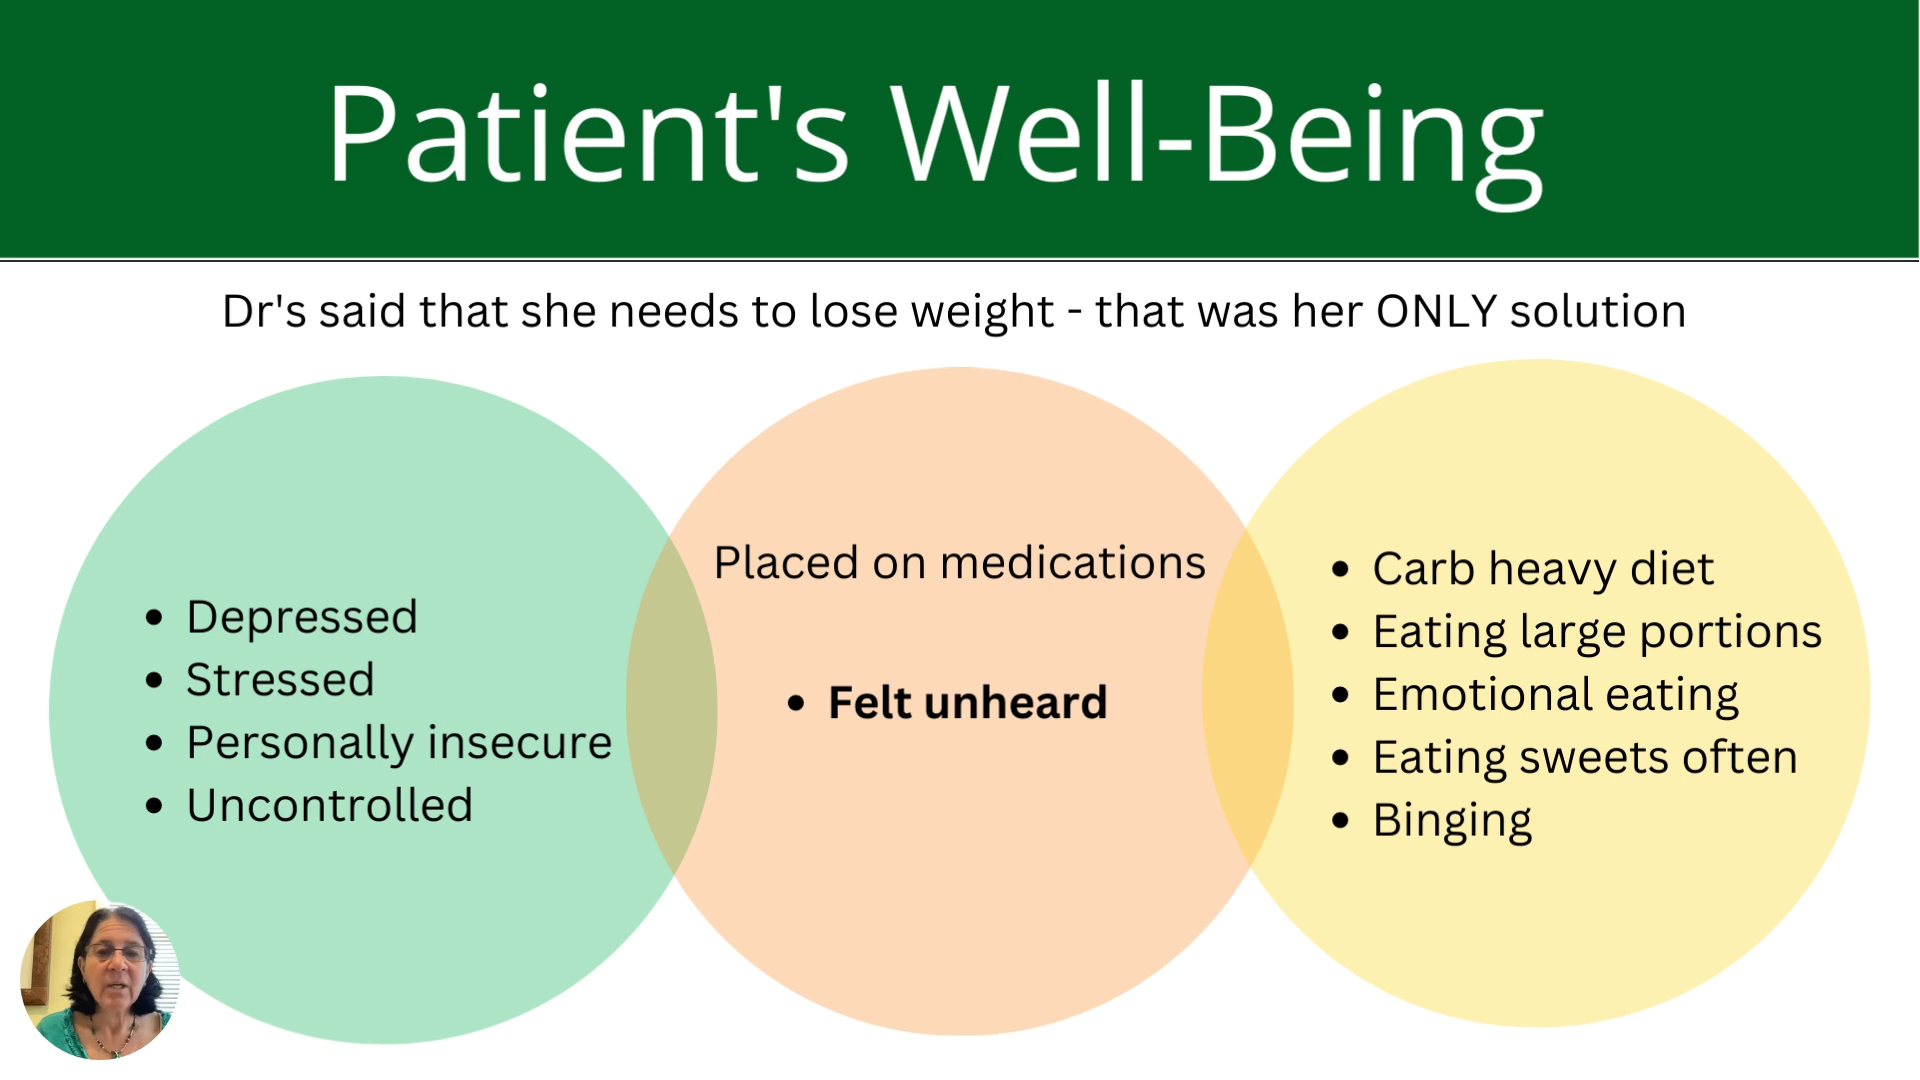 Patient's Well-Being
Dr's said that she needs to lose weight - that was her ONLY solution
• Depressed
• Stressed
• Personally insecure
• Uncontrolled
Placed on medications
• Felt unheard
• Carb heavy diet
• Eating large portions
• Emotional eating
• Eating sweets often
• Binging